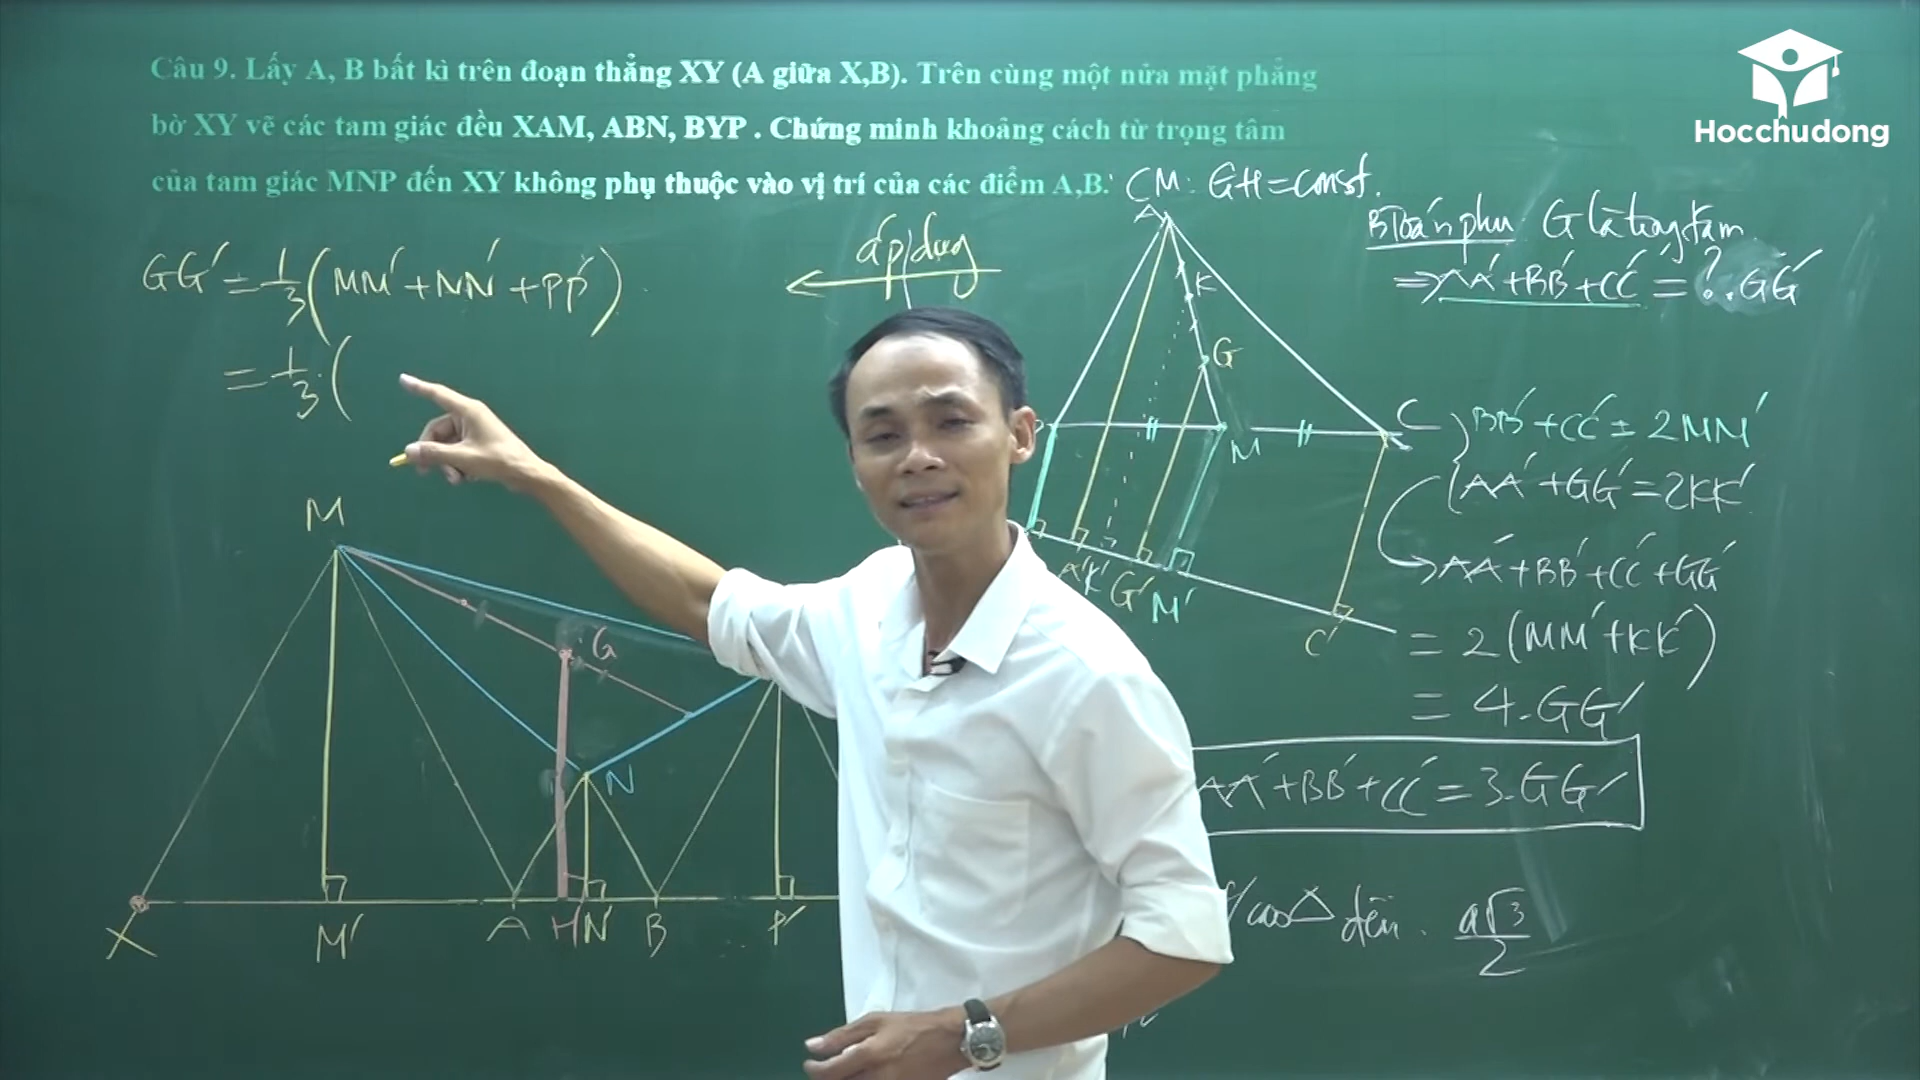 Câu 9. Lấy A, B bất kì trên đoạn thẳng XY (A giữa X,B). Trên cùng một nửa mặt phẳng
bờ XY vẽ các tam giác đều XAM, ABN, BYP . Chứng minh khoảng cách từ trọng tâm
của tam giác MNP đến XY không phụ thuộc vào vị trí của các điểm A,B.
CM: GH = const.
Hocchudong
GG' = 1/3 (MM' + NN' + PP')
= 1/3 . (
áp dụng
BToán phụ: G là trọng tâm
=> AA' + BB' + CC' = ? . GG'
A
K
G
C
M
A' K' G' M'
C'
BB' + CC' = 2MM'
AA' + GG' = 2KK'
AA' + BB' + CC' + GG'
= 2(MM' + KK')
= 4.GG'
AA' + BB' + CC' = 3.GG'
cao Δ đều. a√3/2
M
G
N
X M' A H N' B P'